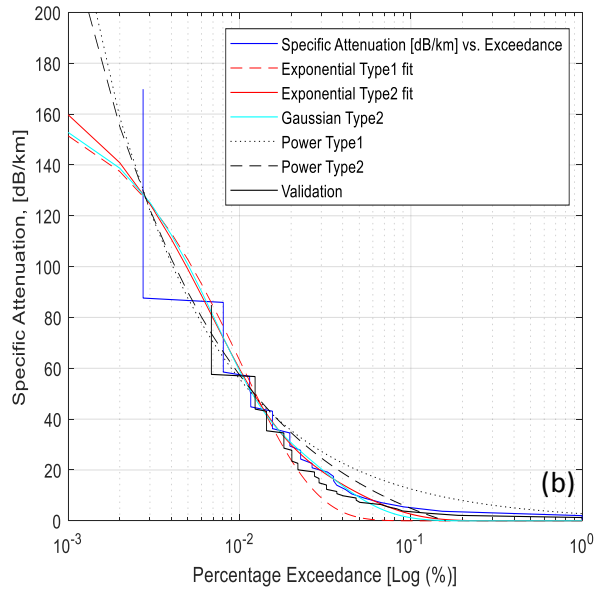 200
180
160
140
120
100
80
60
40
20
0
Specific Attenuation, [dB/km]
Specific Attenuation [dB/km] vs. Exceedance
Exponential Type1 fit
Exponential Type2 fit
Gaussian Type2
Power Type1
Power Type2
Validation
(b)
10⁻³ 10⁻² 10⁻¹ 10⁰
Percentage Exceedance [Log (%)]